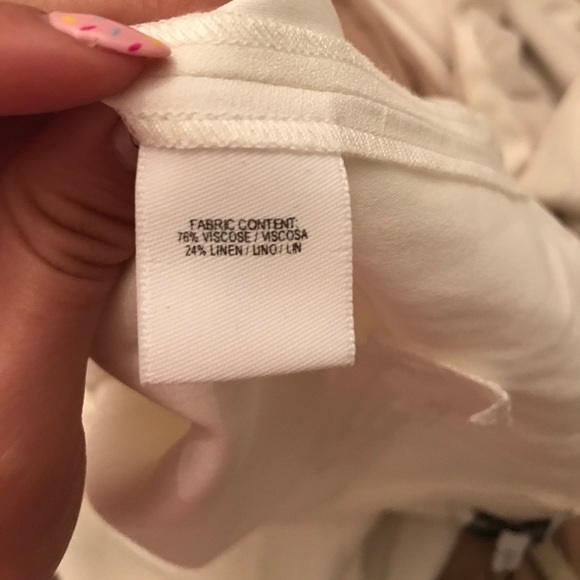 FABRIC CONTENT:
76% VISCOSE / VISCOSA
24% LINEN / LINO / LIN